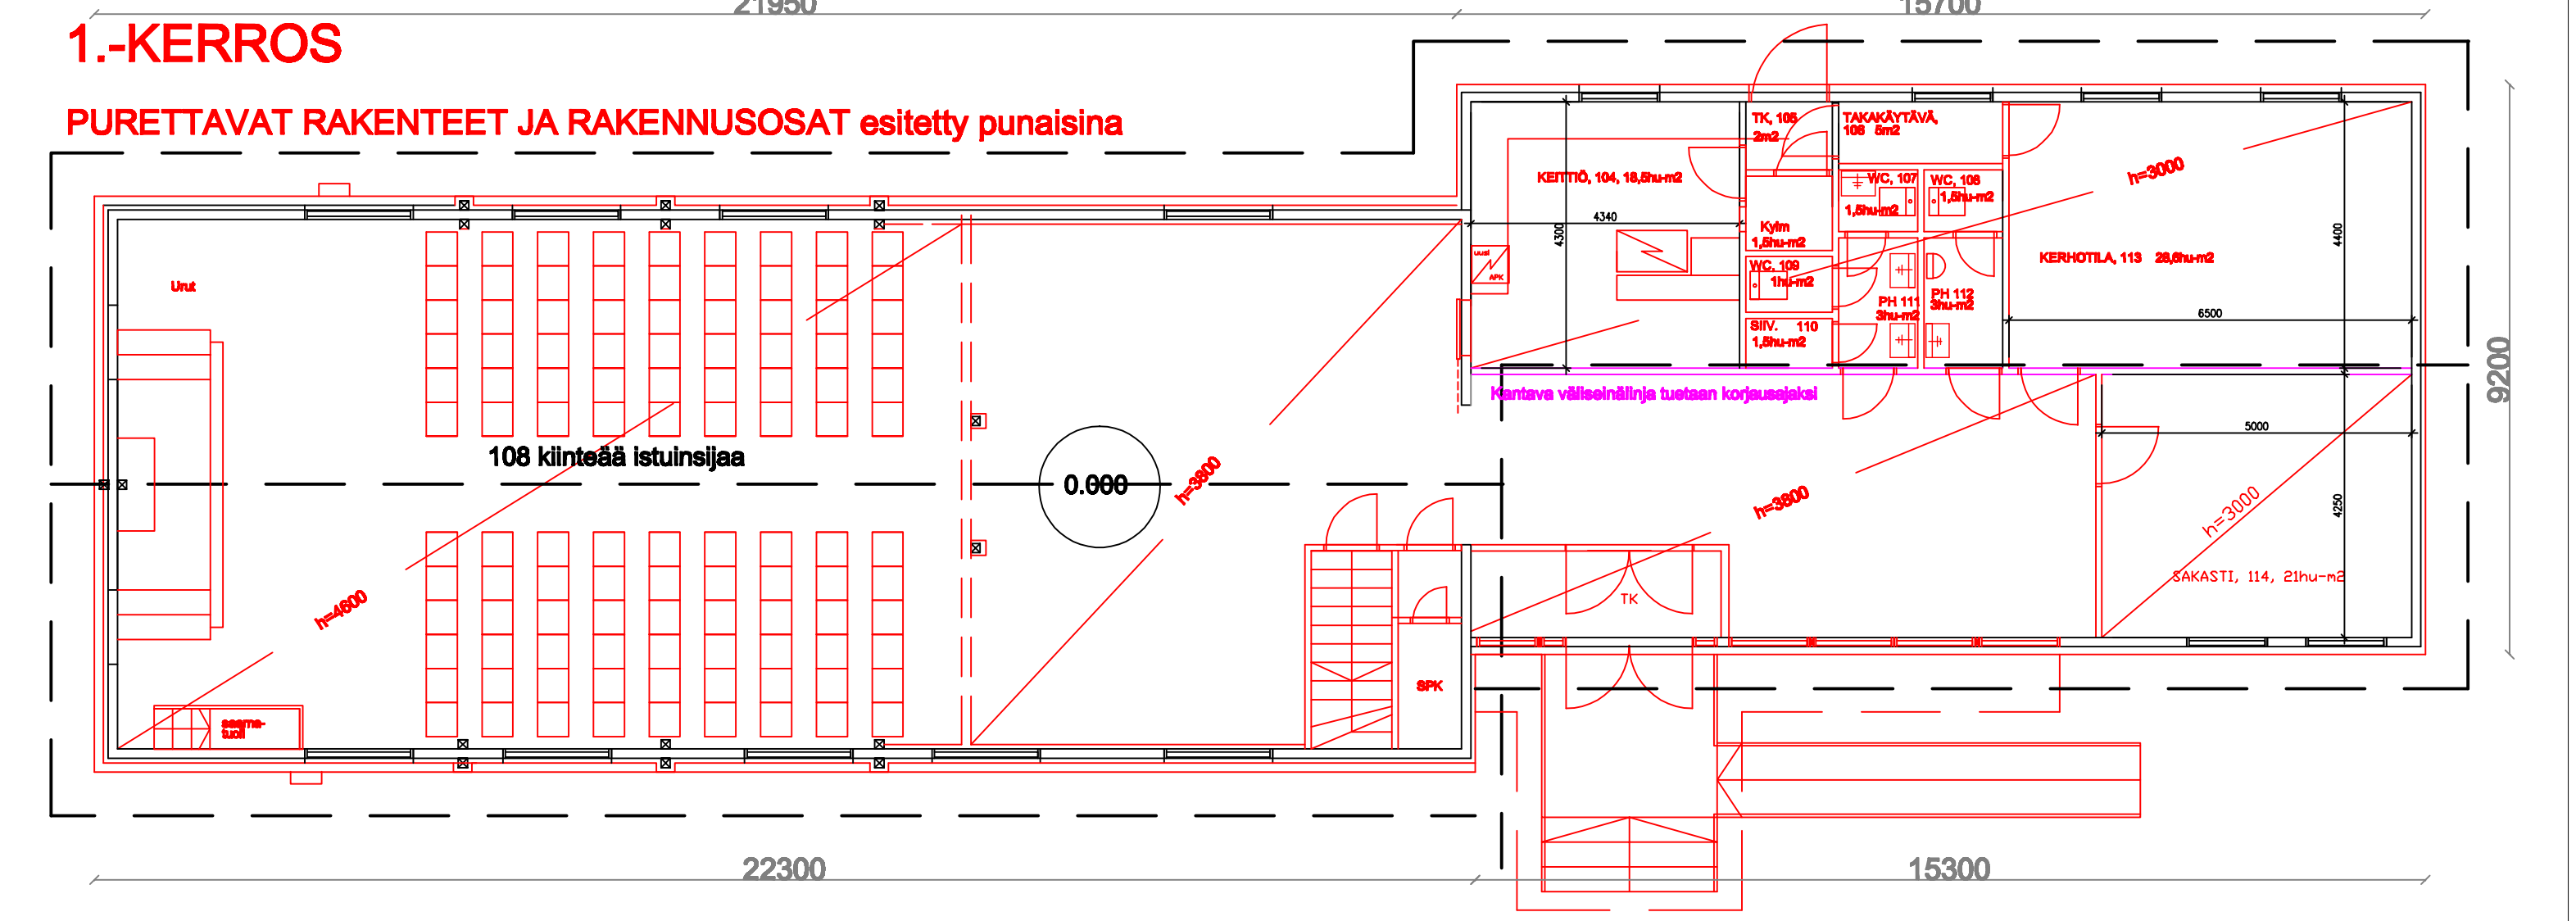 21950
15700
1.-KERROS
PURETTAVAT RAKENTEET JA RAKENNUSOSAT esitetty punaisina
TK, 105
2m2
TAKAKÄYTÄVÄ,
106 5m2
h=3000
KEITTIÖ, 104, 18,5hu-m2
WC, 107
1,5hu-m2
WC, 108
1,5hu-m2
4340
4300
4400
Kylm
1,5hu-m2
uusi
APK
WC, 109
1hu-m2
KERHOTILA, 113 28,6hu-m2
Urut
PH 111
3hu-m2
PH 112
3hu-m2
6500
SIIV. 110
1,5hu-m2
9200
Kantava väliseinälinja tuetaan korjausajaksi
5000
108 kiinteää istuinsijaa
0.000
h=3800
h=3800
h=3000
4250
SAKASTI, 114, 21hu-m2
h=4600
TK
SPK
saarna-
tuoli
22300
15300